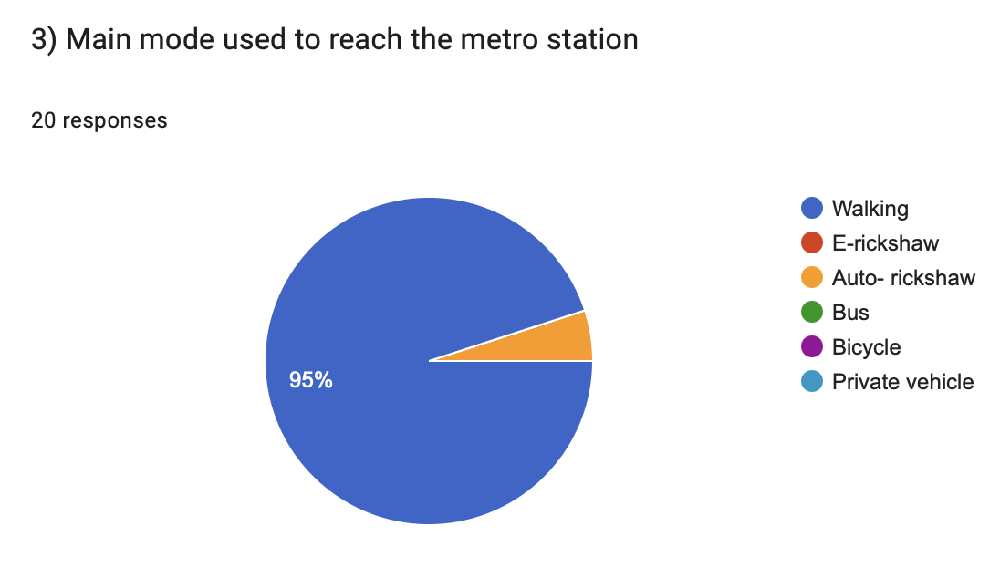 3) Main mode used to reach the metro station
20 responses
95%
Walking
E-rickshaw
Auto- rickshaw
Bus
Bicycle
Private vehicle